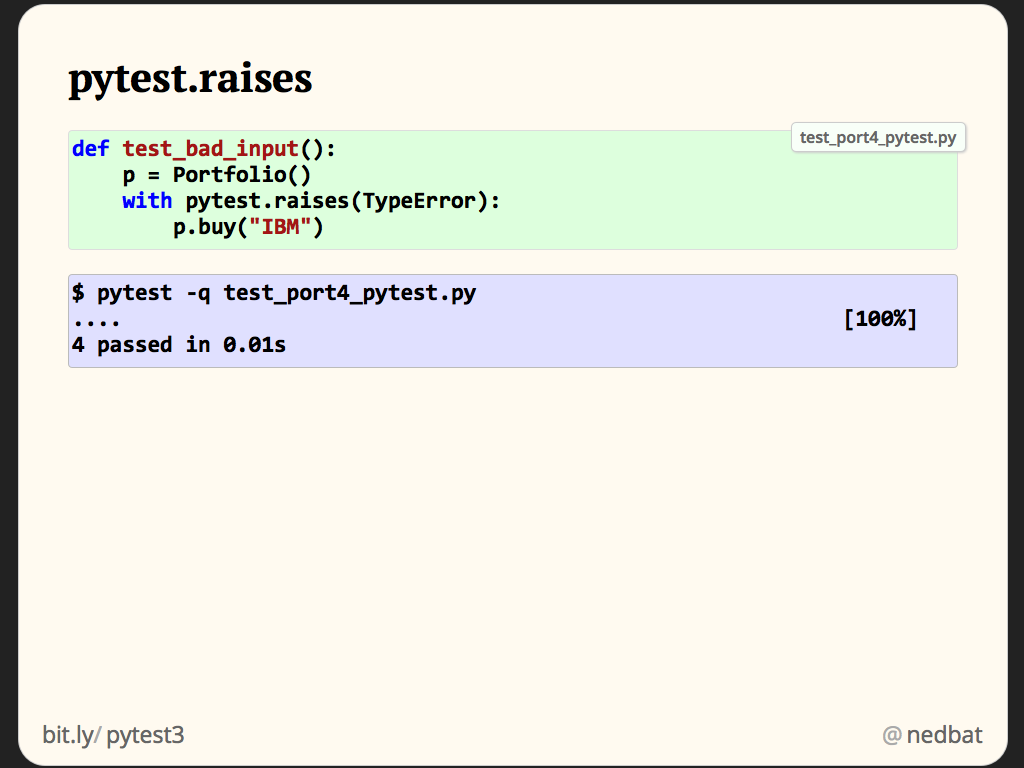 pytest.raises
test_port4_pytest.py
def test_bad_input():
    p = Portfolio()
    with pytest.raises(TypeError):
        p.buy("IBM")
$ pytest -q test_port4_pytest.py
.... [100%]
4 passed in 0.01s
bit.ly/ pytest3
@ nedbat